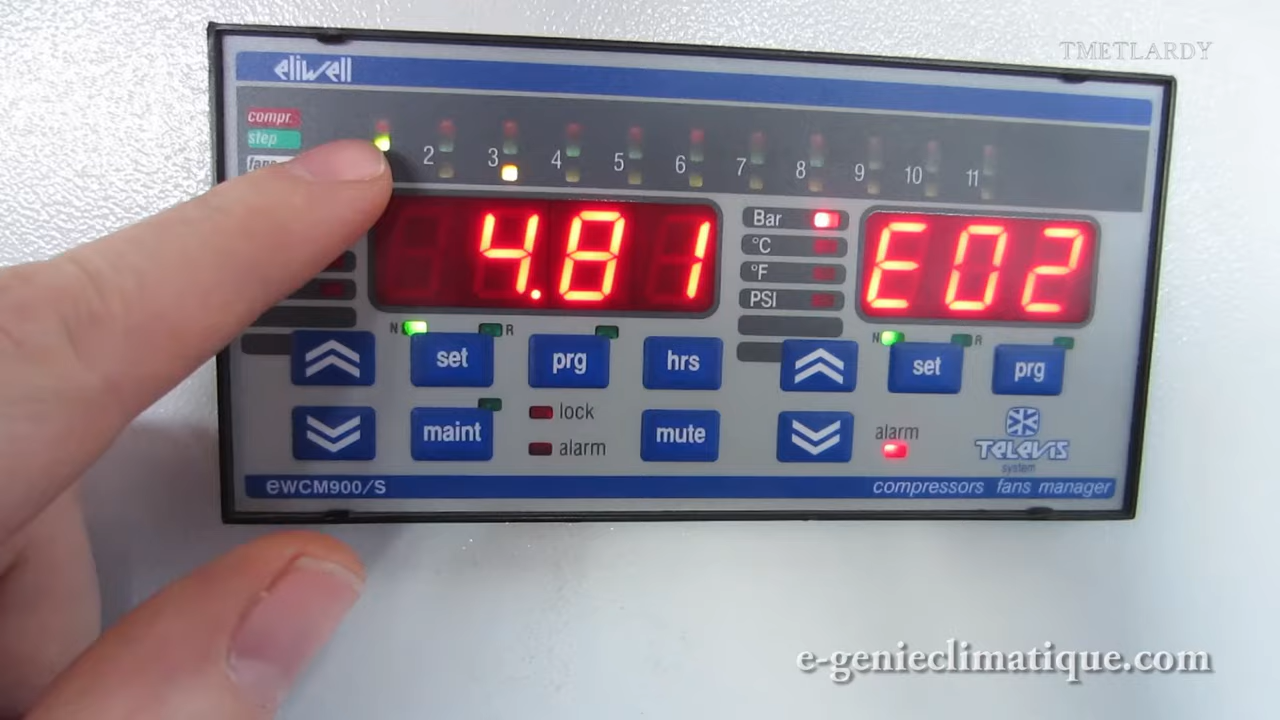 TMETLARDY
eliwell
compr.
step
fans
2 3 4 5 6 7 8 9 10 11
4.81
Bar
°C
°F
PSI
E02
N R
N R
set prg hrs
set prg
maint
lock
alarm
mute
alarm
TELEVIS
system
EWCM900/S
compressors fans manager
e-genieclimatique.com